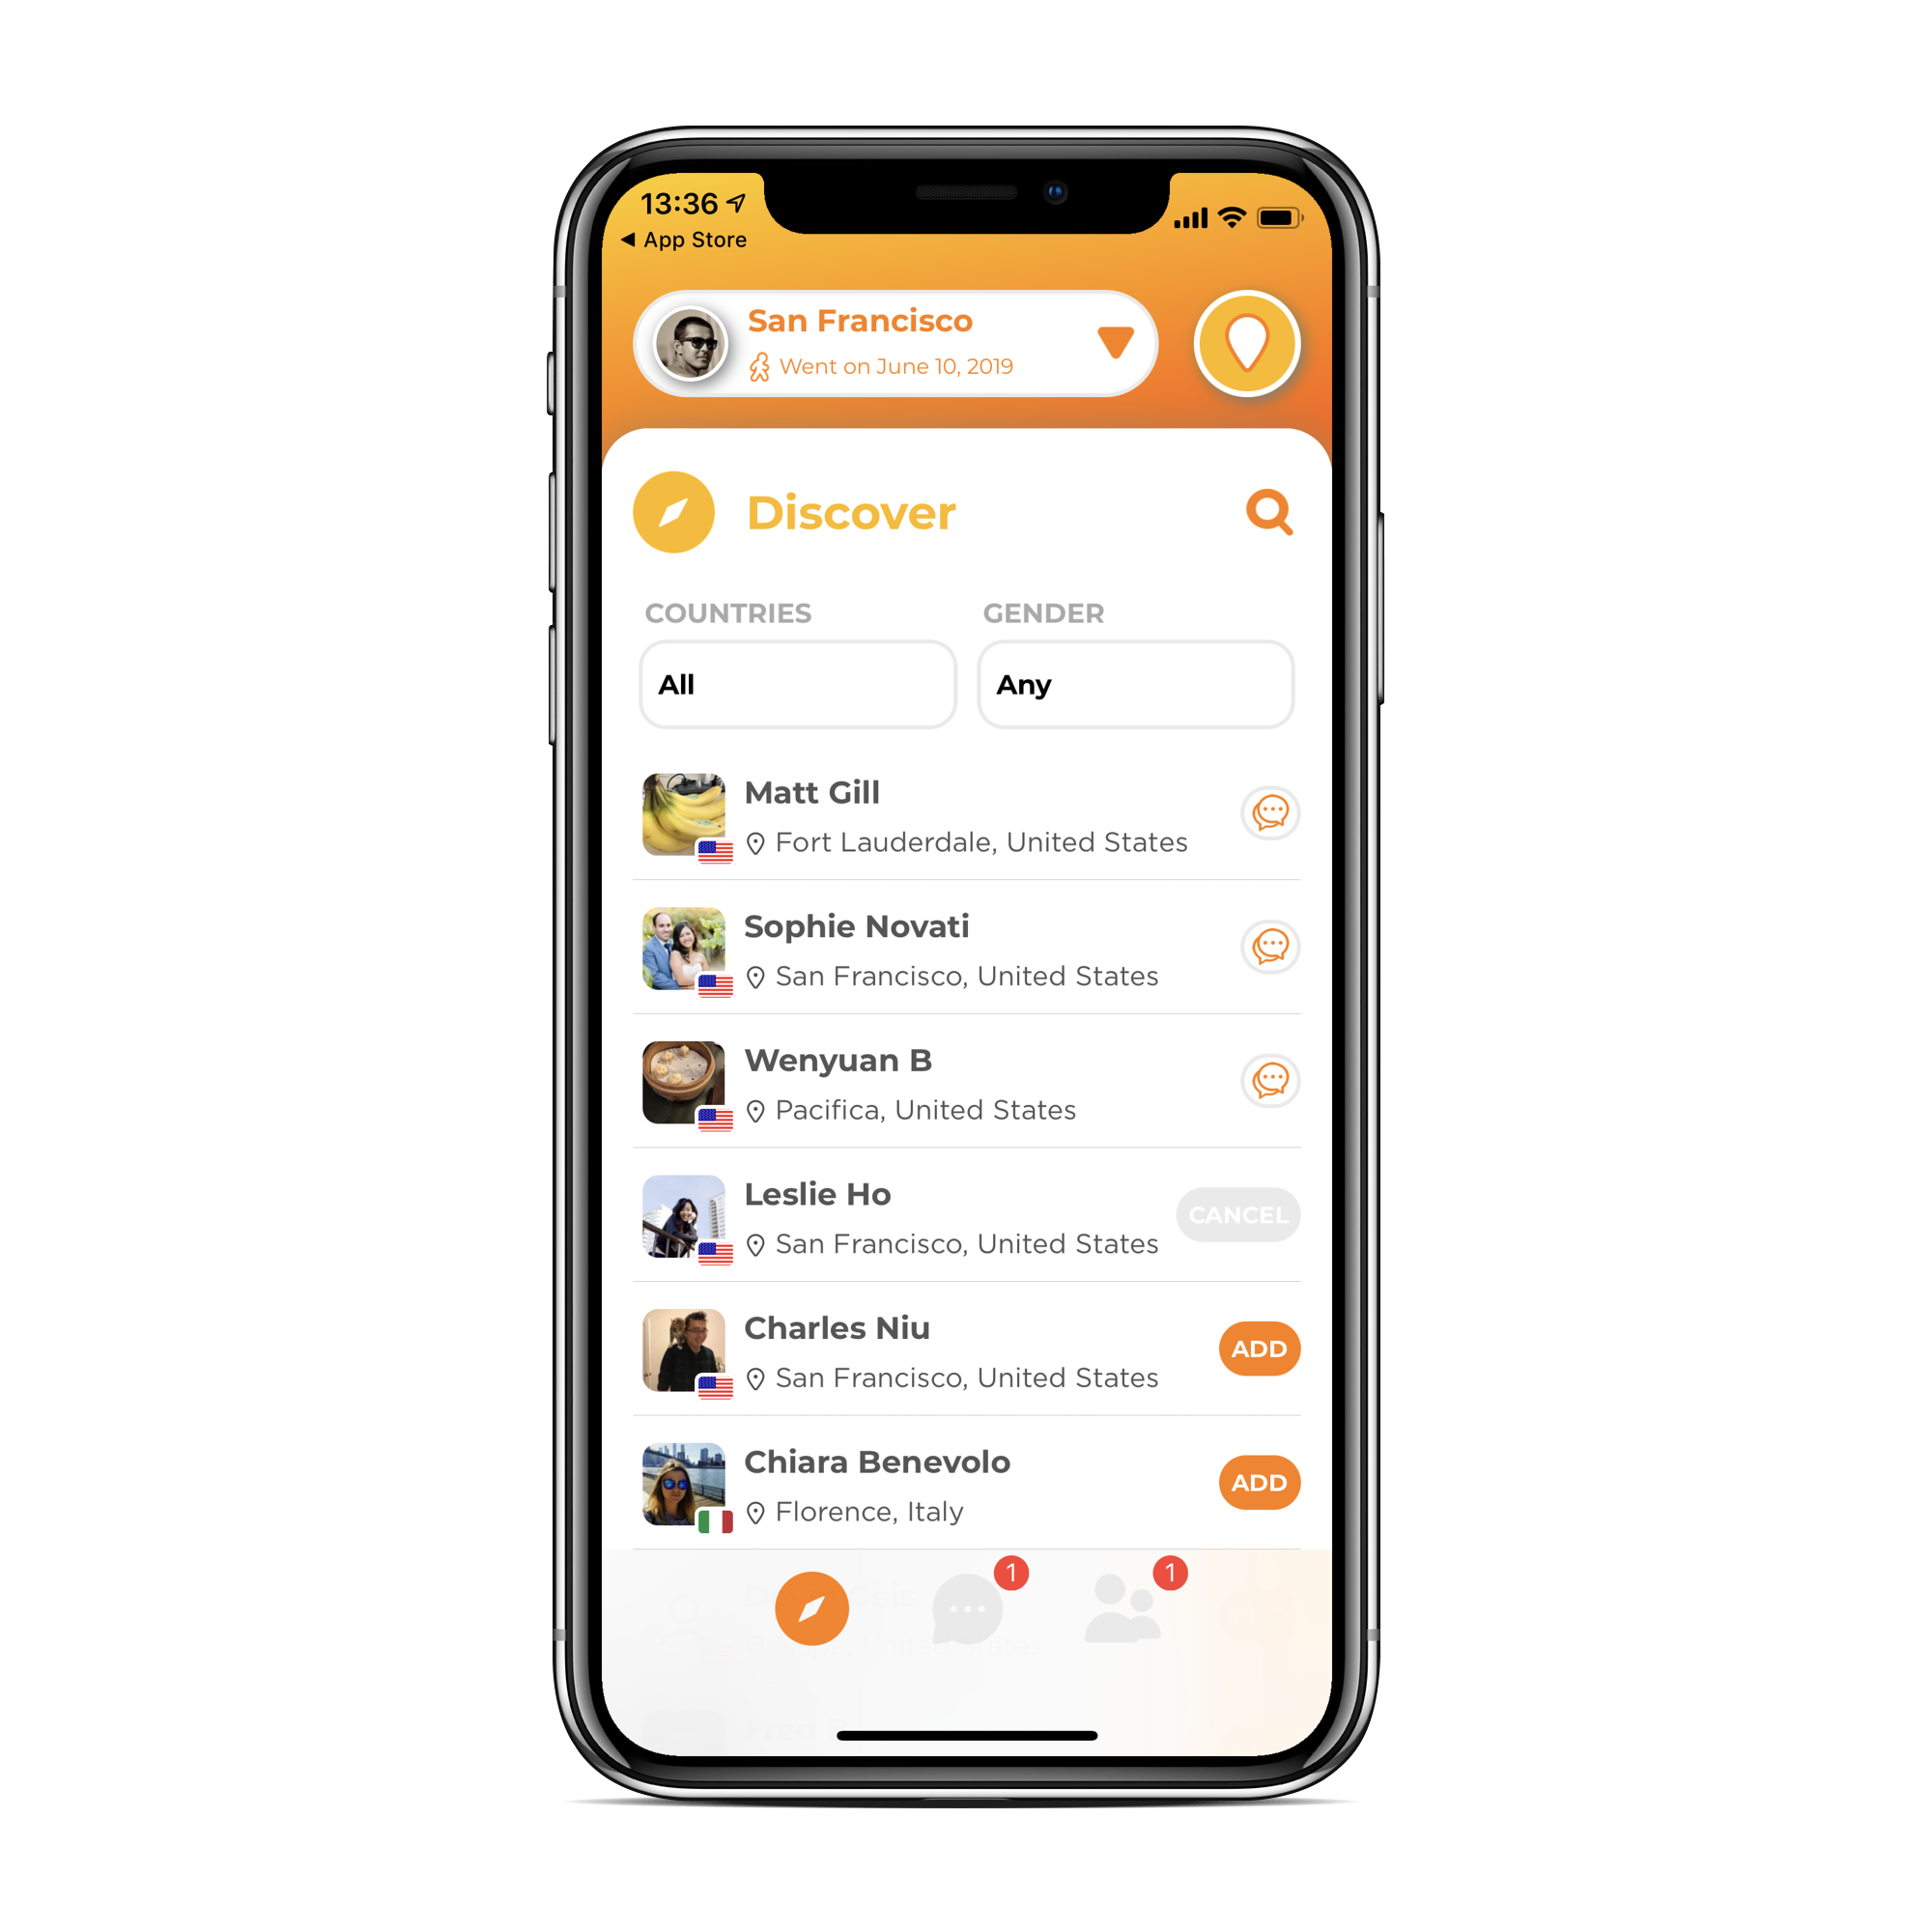 13:36
App Store
San Francisco
Went on June 10, 2019
Discover
COUNTRIES
GENDER
All
Any
Matt Gill
Fort Lauderdale, United States
Sophie Novati
San Francisco, United States
Wenyuan B
Pacifica, United States
Leslie Ho
San Francisco, United States
CANCEL
Charles Niu
San Francisco, United States
ADD
Chiara Benevolo
Florence, Italy
ADD
1
1
Fred